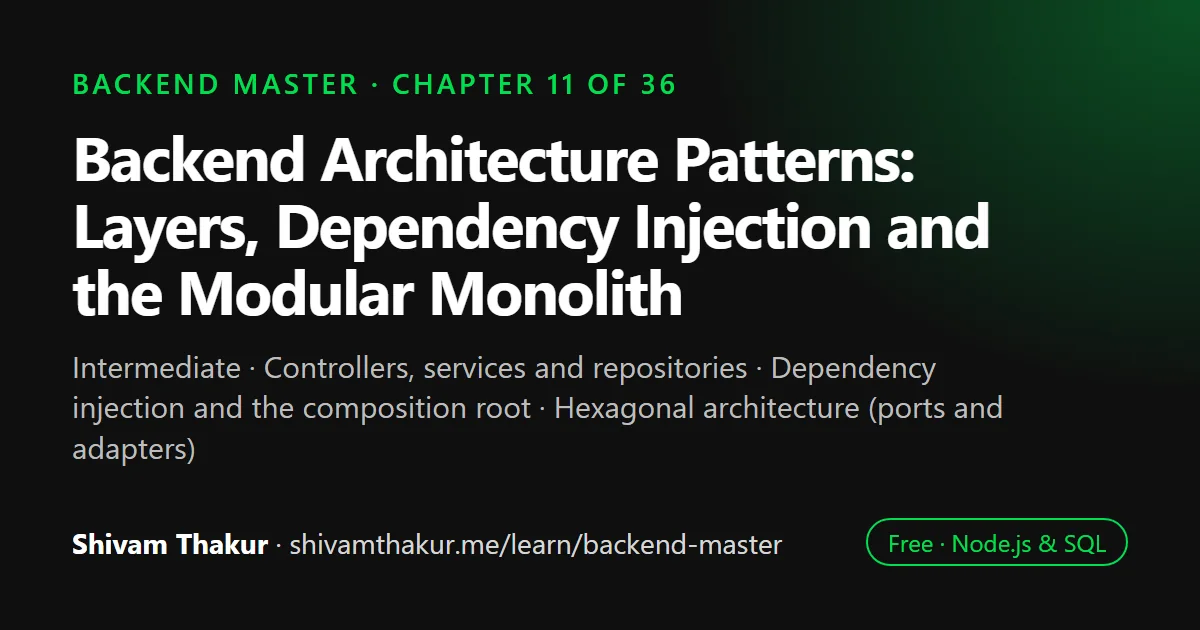 BACKEND MASTER · CHAPTER 11 OF 36
Backend Architecture Patterns:
Layers, Dependency Injection and
the Modular Monolith
Intermediate · Controllers, services and repositories · Dependency
injection and the composition root · Hexagonal architecture (ports and
adapters)
Shivam Thakur · shivamthakur.me/learn/backend-master
Free · Node.js & SQL